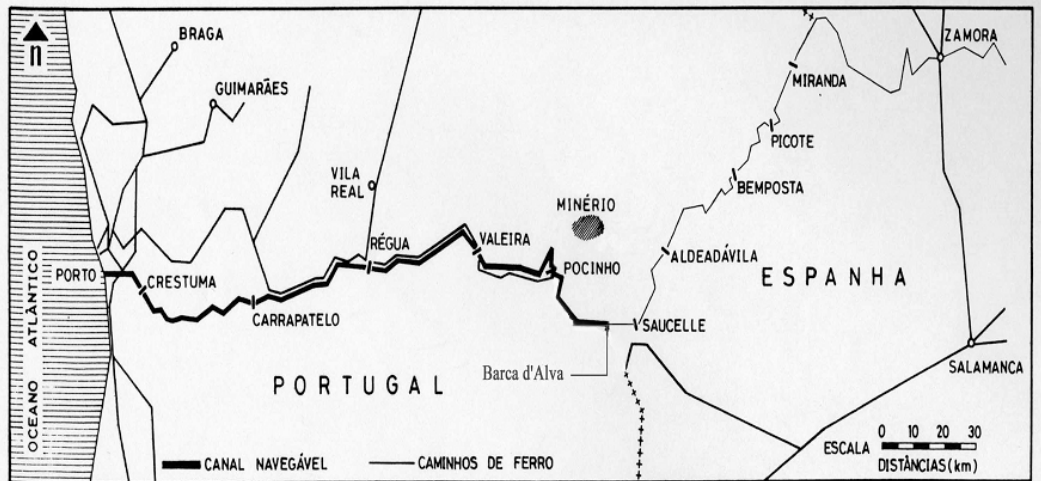 n
BRAGA
GUIMARÃES
ZAMORA
MIRANDA
PICOTE
VILA
REAL
BEMPOSTA
MINÉRIO
OCEANO ATLÂNTICO
PORTO
CRESTUMA
CARRAPATELO
RÉGUA
VALEIRA
POCINHO
ALDEADÁVILA
ESPANHA
SAUCELLE
Barca d'Alva
SALAMANCA
PORTUGAL
CANAL NAVEGÁVEL
CAMINHOS DE FERRO
ESCALA
0 10 20 30
DISTÂNCIAS (km)